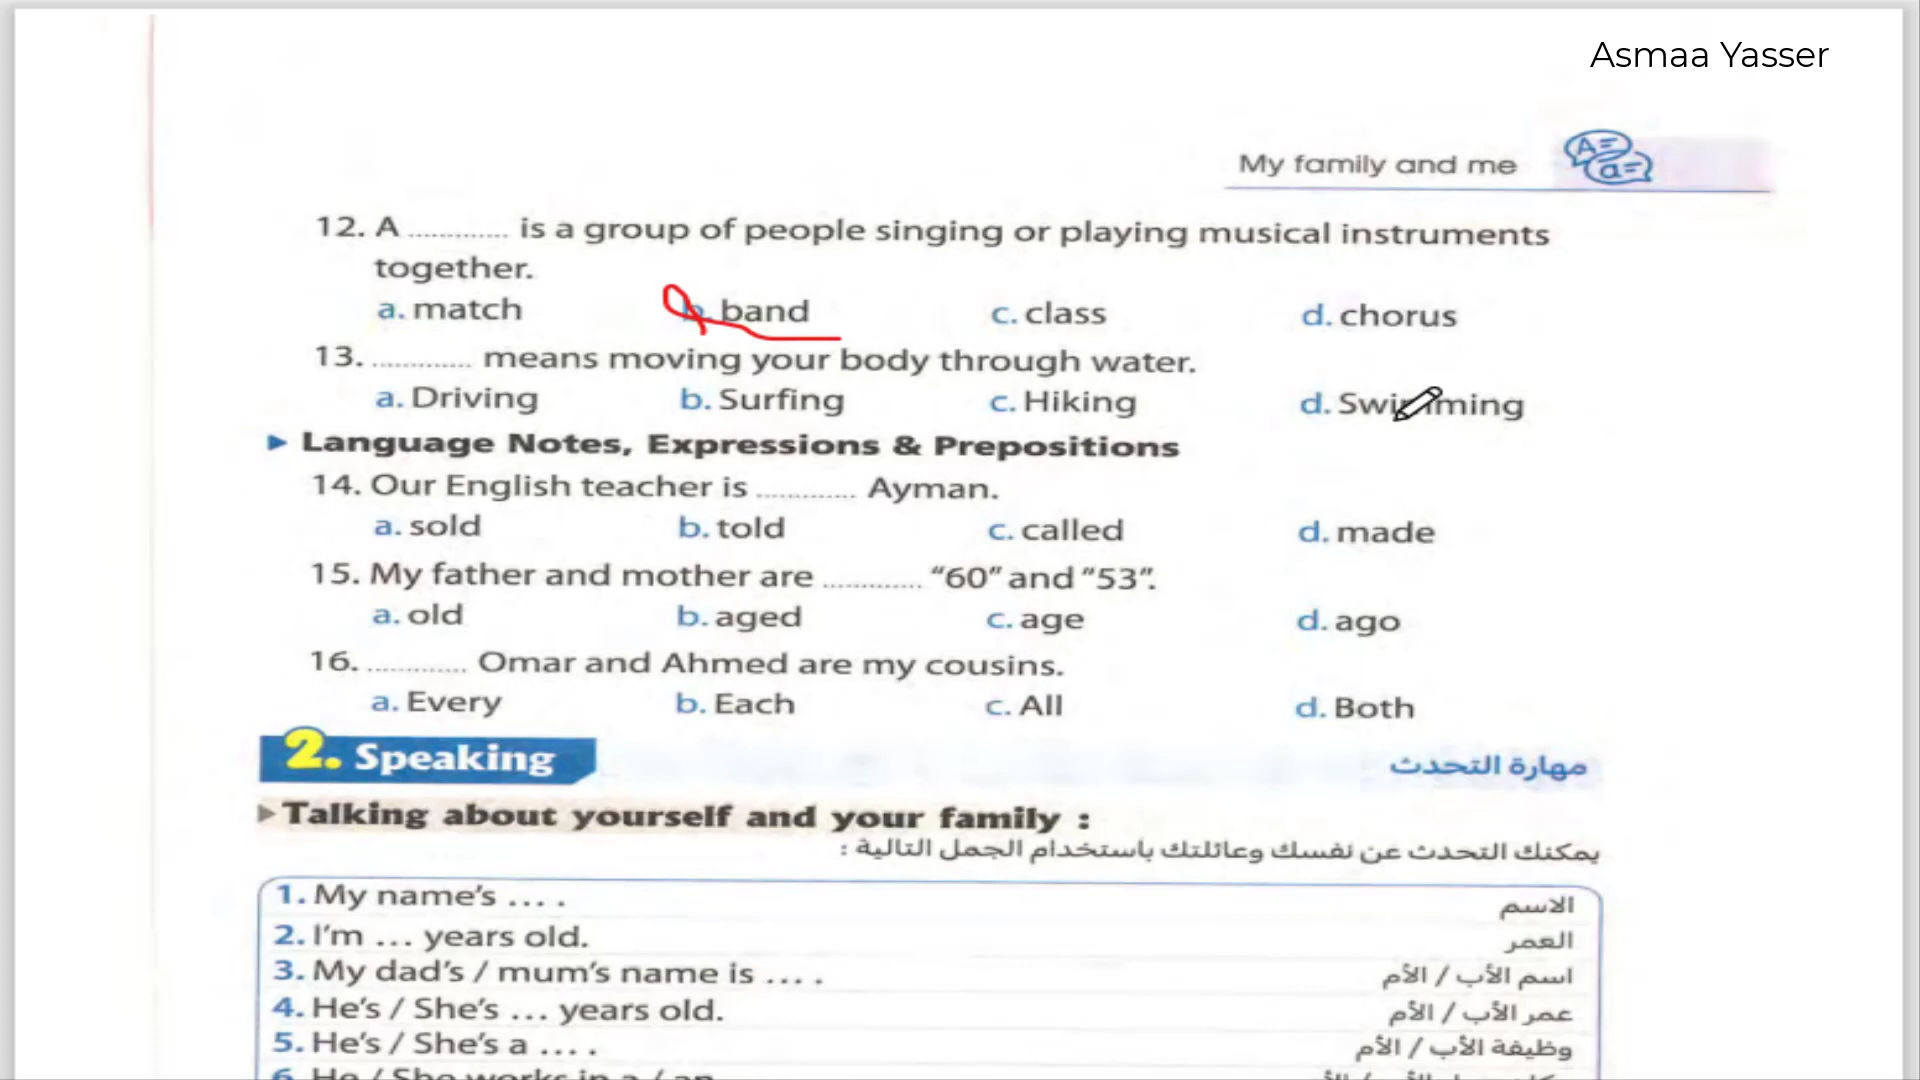 Asmaa Yasser
My family and me
12. A ............. is a group of people singing or playing musical instruments
together.
a. match b. band c. class d. chorus
13. ............. means moving your body through water.
a. Driving b. Surfing c. Hiking d. Swimming
Language Notes, Expressions & Prepositions
14. Our English teacher is ............. Ayman.
a. sold b. told c. called d. made
15. My father and mother are ............. “60” and “53”.
a. old b. aged c. age d. ago
16. ............. Omar and Ahmed are my cousins.
a. Every b. Each c. All d. Both
2. Speaking مهارة التحدث
Talking about yourself and your family :
يمكنك التحدث عن نفسك وعائلتك باستخدام الجمل التالية :
1. My name’s ... . الاسم
2. I’m ... years old. العمر
3. My dad’s / mum’s name is ... . اسم الأب / الأم
4. He’s / She’s ... years old. عمر الأب / الأم
5. He’s / She’s a ... . وظيفة الأب / الأم
6. He / She works in a / an